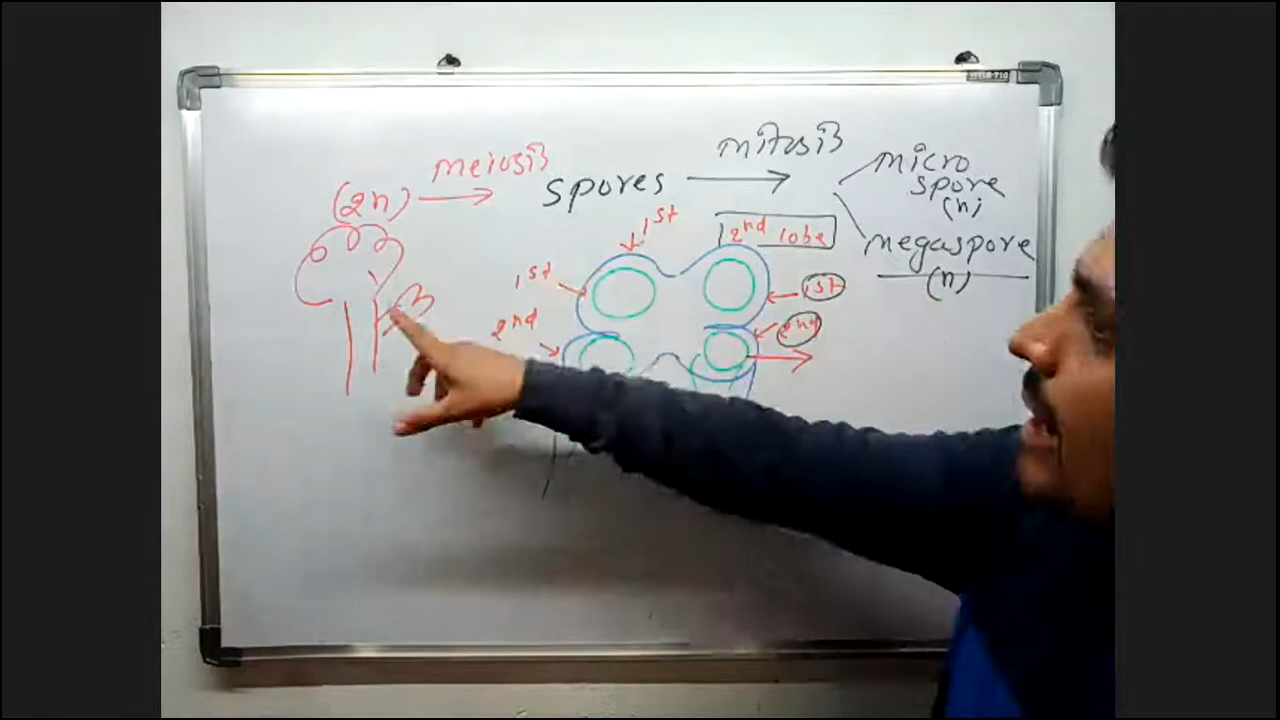 (2n)
meiosis
spores
mitosis
micro
spore
(n)
megaspore
(n)
1st
2nd lobe
1st
1st
2nd
2nd